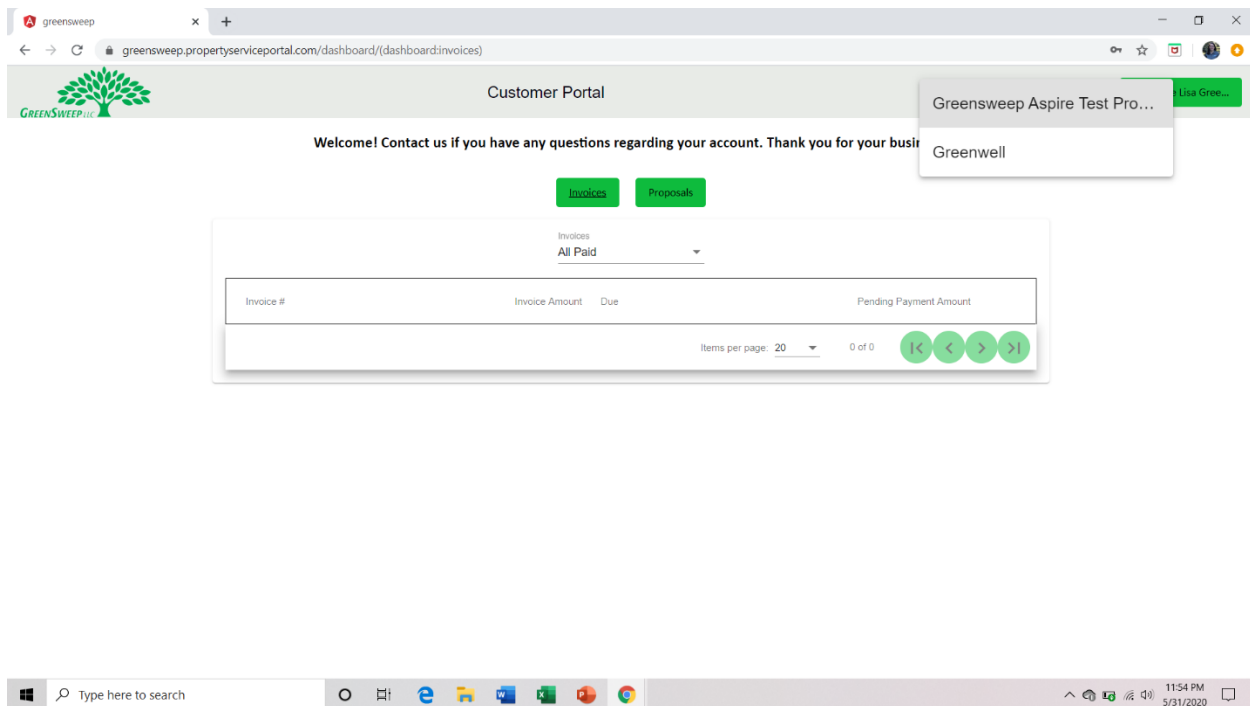 greensweep
greensweep.propertyserviceportal.com/dashboard/(dashboard:invoices)
GREENSWEEP LLC
Customer Portal
Greensweep Aspire Test Pro...
Lisa Gree...
Greenwell
Welcome! Contact us if you have any questions regarding your account. Thank you for your
Invoices
Proposals
Invoices
All Paid
Invoice # Invoice Amount Due Pending Payment Amount
Items per page: 20 0 of 0
Type here to search
11:54 PM
5/31/2020